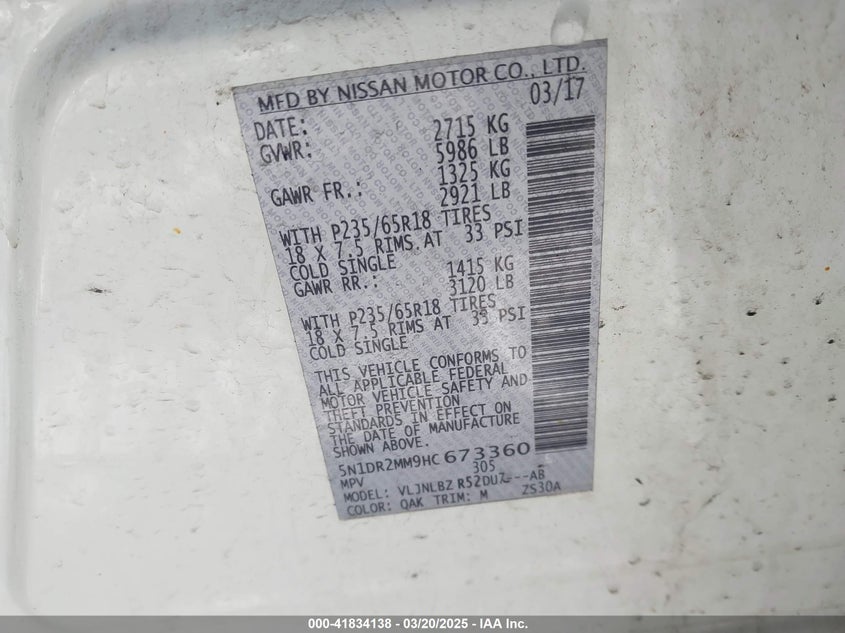 MFD BY NISSAN MOTOR CO., LTD.
DATE: 03/17
GVWR: 2715 KG
5986 LB
GAWR FR.: 1325 KG
2921 LB
WITH P235/65R18 TIRES
18 X 7.5 RIMS AT 33 PSI
COLD SINGLE
GAWR RR.: 1415 KG
3120 LB
WITH P235/65R18 TIRES
18 X 7.5 RIMS AT 33 PSI
COLD SINGLE
THIS VEHICLE CONFORMS TO
ALL APPLICABLE FEDERAL
MOTOR VEHICLE SAFETY AND
THEFT PREVENTION
STANDARDS IN EFFECT ON
THE DATE OF MANUFACTURE
SHOWN ABOVE.
5N1DR2MM9HC673360
MPV 305
MODEL: VLJNLBZ R52DUZ---AB
COLOR: QAK TRIM: M ZS30A
000-41834138 - 03/20/2025 - IAA Inc.